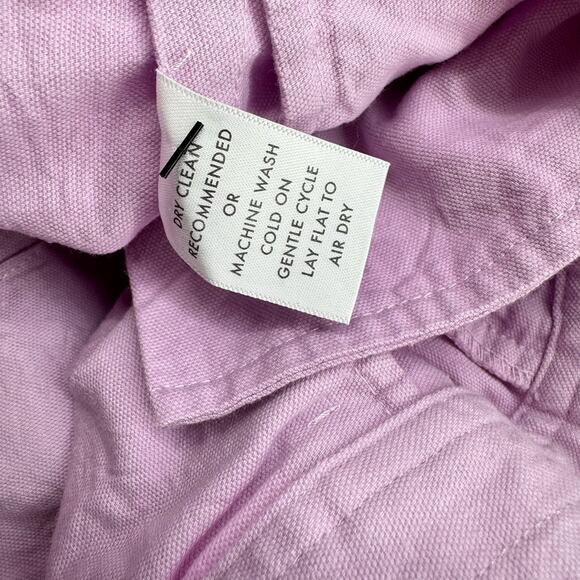 DRY CLEAN
RECOMMENDED
OR
MACHINE WASH
COLD ON
GENTLE CYCLE
LAY FLAT TO
AIR DRY